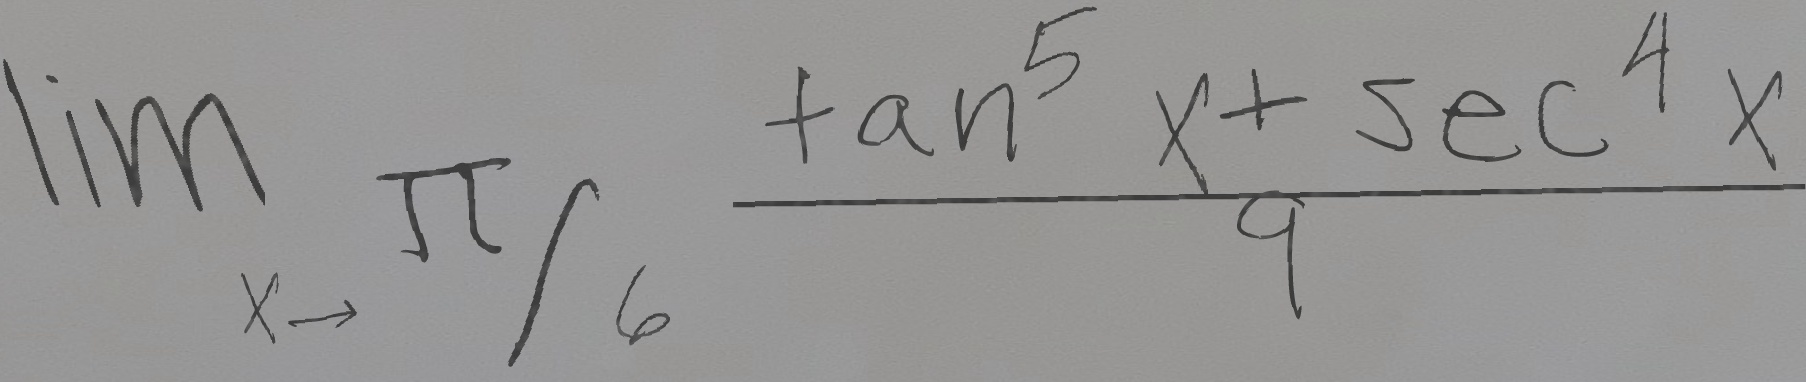 lim x→π/6 (tan^5 x + sec^4 x)/9